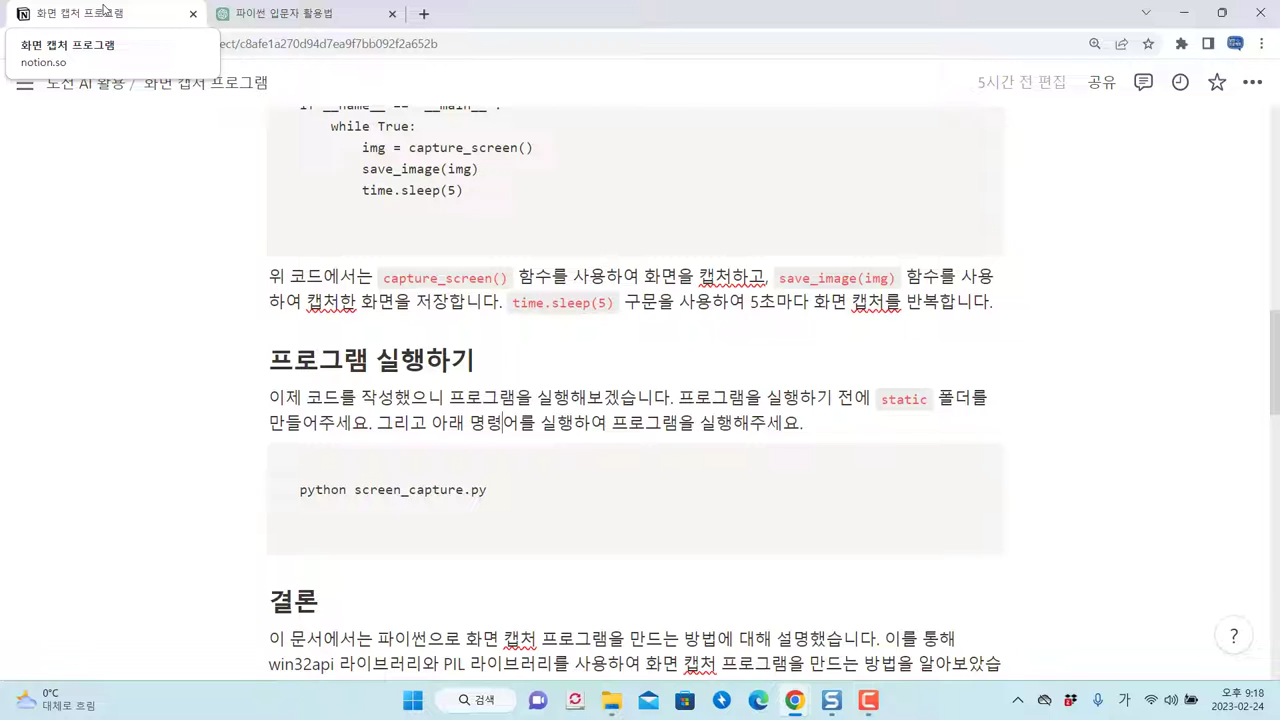 화면 캡처 프로그램
파이썬 입문자 활용법
화면 캡처 프로그램
notion.so
ect/c8afe1a270d94d7ea9f7bb092f2a652b
도전 AI 활용 / 화면 캡처 프로그램
5시간 전 편집
공유
if __name__ == "__main__":
while True:
img = capture_screen()
save_image(img)
time.sleep(5)
위 코드에서는 capture_screen() 함수를 사용하여 화면을 캡처하고, save_image(img) 함수를 사용
하여 캡처한 화면을 저장합니다. time.sleep(5) 구문을 사용하여 5초마다 화면 캡처를 반복합니다.
프로그램 실행하기
이제 코드를 작성했으니 프로그램을 실행해보겠습니다. 프로그램을 실행하기 전에 static 폴더를
만들어주세요. 그리고 아래 명령어를 실행하여 프로그램을 실행해주세요.
python screen_capture.py
결론
이 문서에서는 파이썬으로 화면 캡처 프로그램을 만드는 방법에 대해 설명했습니다. 이를 통해
win32api 라이브러리와 PIL 라이브러리를 사용하여 화면 캡처 프로그램을 만드는 방법을 알아보았습
?
0°C
대체로 흐림
검색
가
오후 9:18
2023-02-24